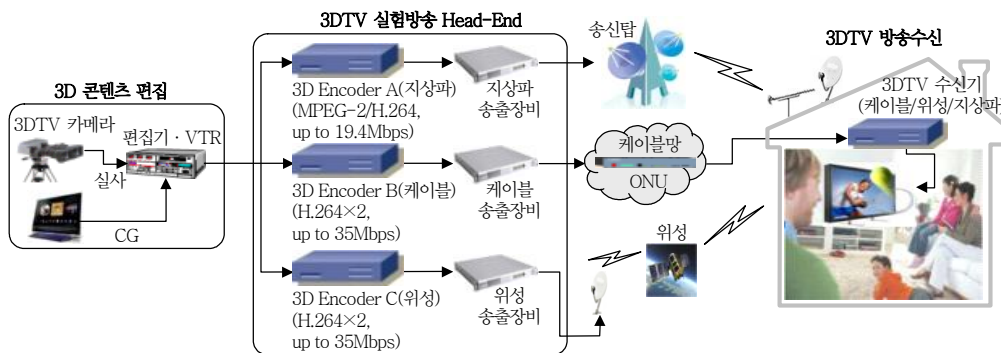 3D 콘텐츠 편집
3DTV 카메라
편집기 · VTR
실사
CG
3DTV 실험방송 Head-End
3D Encoder A(지상파)
(MPEG-2/H.264,
up to 19.4Mbps)
지상파
송출장비
3D Encoder B(케이블)
(H.264×2,
up to 35Mbps)
케이블
송출장비
3D Encoder C(위성)
(H.264×2,
up to 35Mbps)
위성
송출장비
송신탑
케이블망
ONU
위성
3DTV 방송수신
3DTV 수신기
(케이블/위성/지상파)